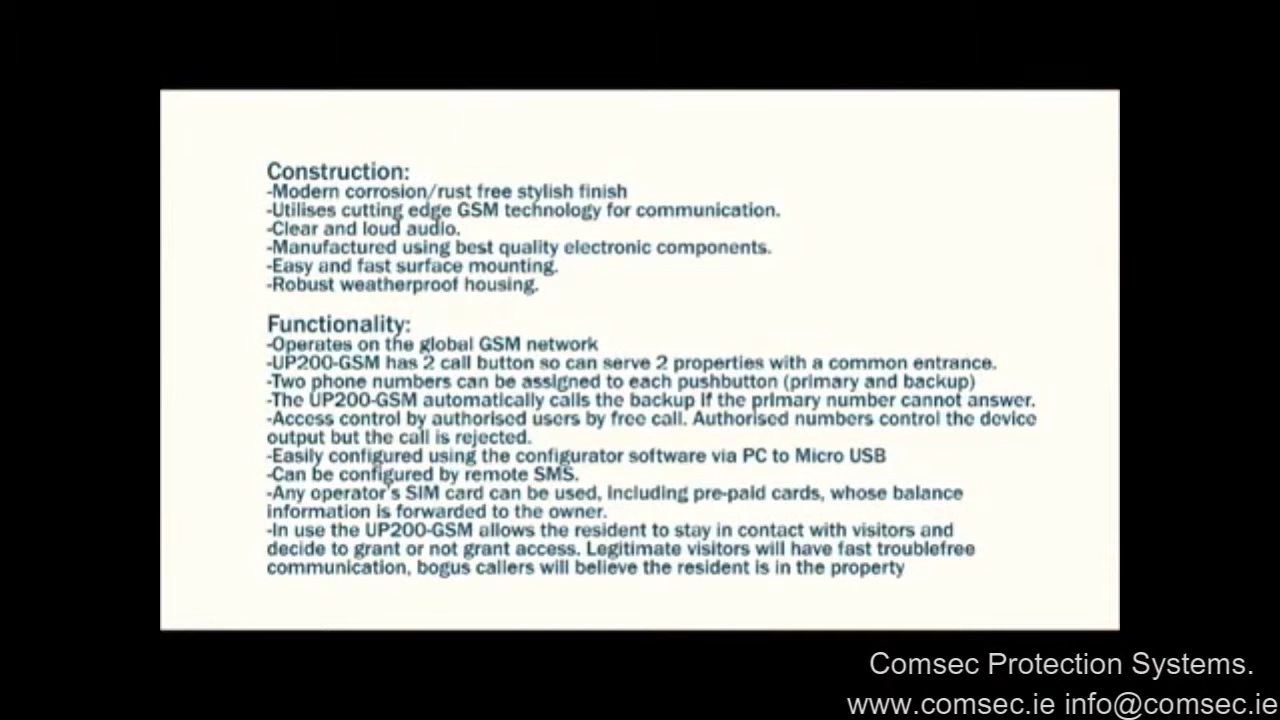 Construction:
-Modern corrosion/rust free stylish finish
-Utilises cutting edge GSM technology for communication.
-Clear and loud audio.
-Manufactured using best quality electronic components.
-Easy and fast surface mounting.
-Robust weatherproof housing.
Functionality:
-Operates on the global GSM network
-UP200-GSM has 2 call button so can serve 2 properties with a common entrance.
-Two phone numbers can be assigned to each pushbutton (primary and backup)
-The UP200-GSM automatically calls the backup if the primary number cannot answer.
-Access control by authorised users by free call. Authorised numbers control the device
output but the call is rejected.
-Easily configured using the configurator software via PC to Micro USB
-Can be configured by remote SMS.
-Any operator's SIM card can be used, including pre-paid cards, whose balance
information is forwarded to the owner.
-In use the UP200-GSM allows the resident to stay in contact with visitors and
decide to grant or not grant access. Legitimate visitors will have fast troublefree
communication, bogus callers will believe the resident is in the property
Comsec Protection Systems.
www.comsec.ie info@comsec.ie